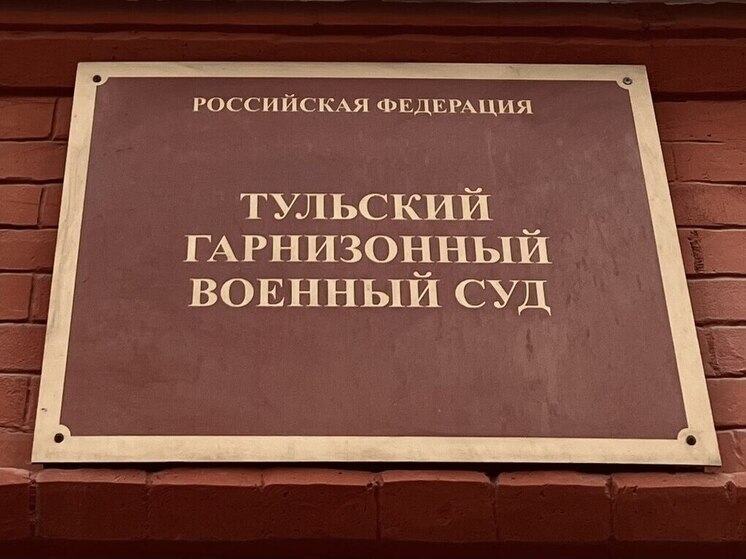 РОССИЙСКАЯ ФЕДЕРАЦИЯ
ТУЛЬСКИЙ
ГАРНИЗОННЫЙ
ВОЕННЫЙ СУД